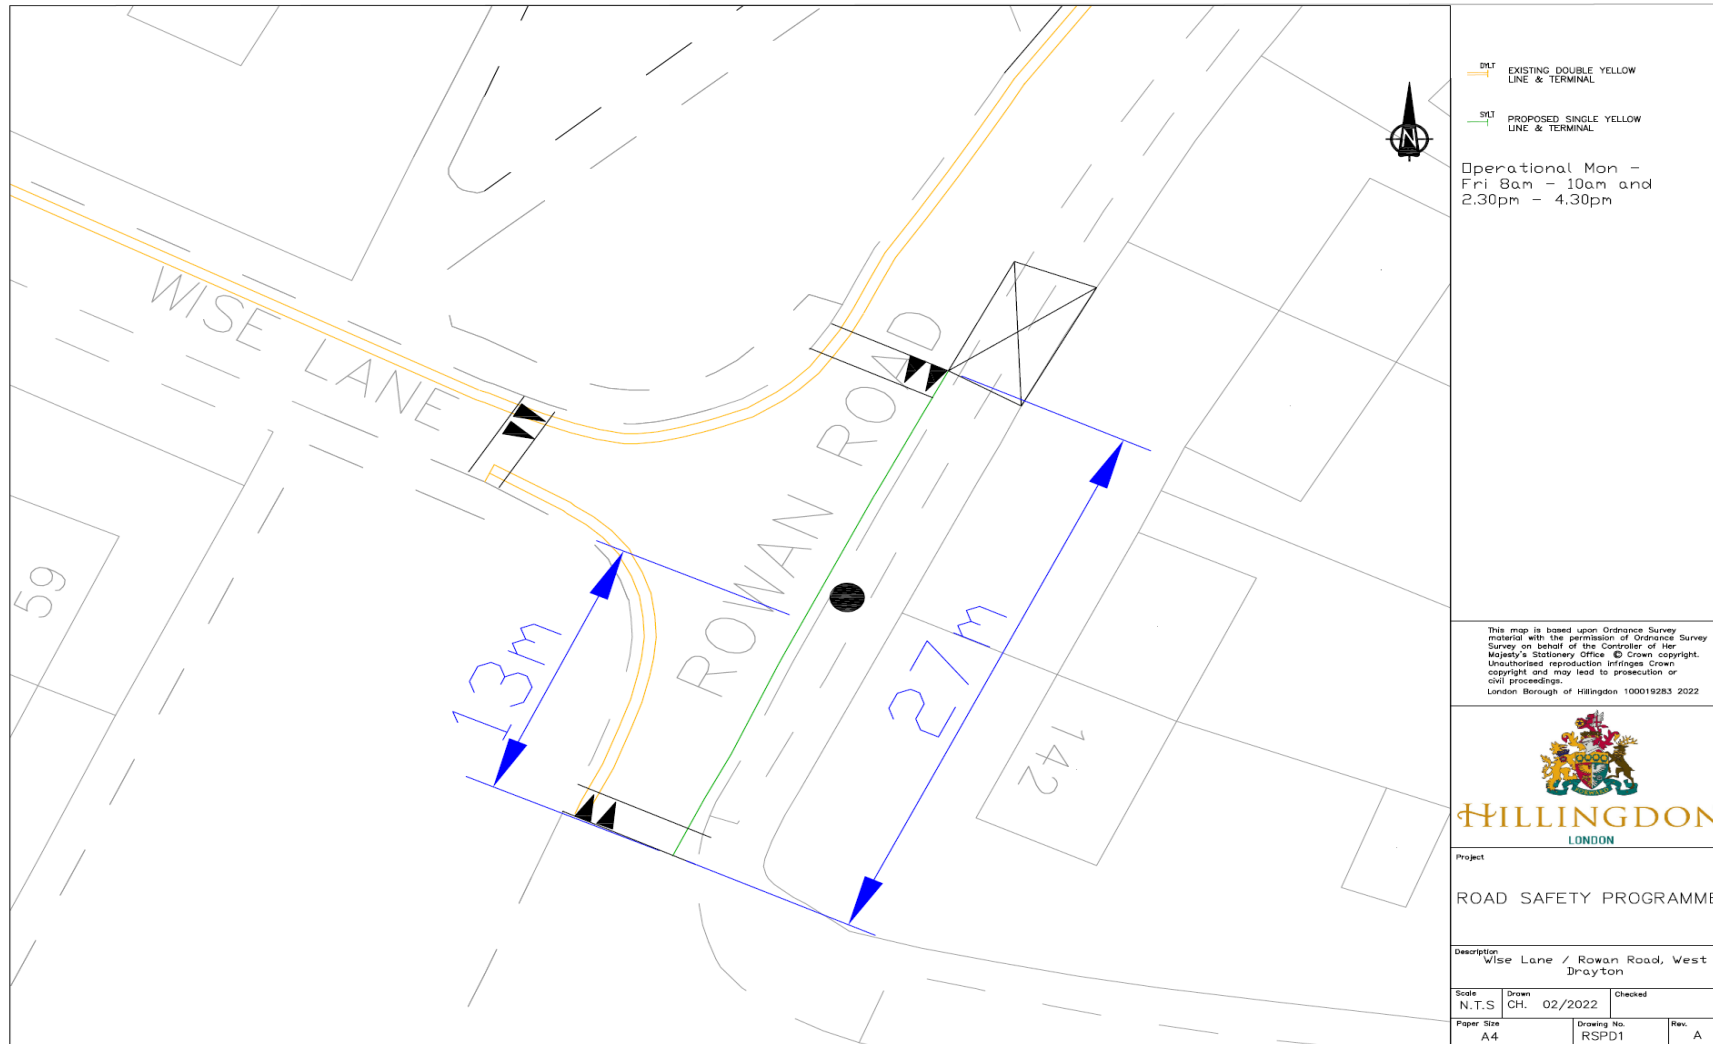 DYLT
EXISTING DOUBLE YELLOW
LINE & TERMINAL
SYLT
PROPOSED SINGLE YELLOW
LINE & TERMINAL
Operational Mon -
Fri 8am - 10am and
2.30pm - 4.30pm
N
WISE LANE
ROWAN ROAD
59
13m
27m
142
This map is based upon Ordnance Survey
material with the permission of Ordnance Survey
Survey on behalf of the Controller of Her
Majesty's Stationery Office © Crown copyright.
Unauthorised reproduction infringes Crown
copyright and may lead to prosecution or
civil proceedings.
London Borough of Hillingdon 100019283 2022
HILLINGDON
LONDON
Project
ROAD SAFETY PROGRAMME
Description
Wise Lane / Rowan Road, West
Drayton
Scale
N.T.S
Drawn
CH. 02/2022
Checked
Paper Size
A4
Drawing No.
RSPD1
Rev.
A